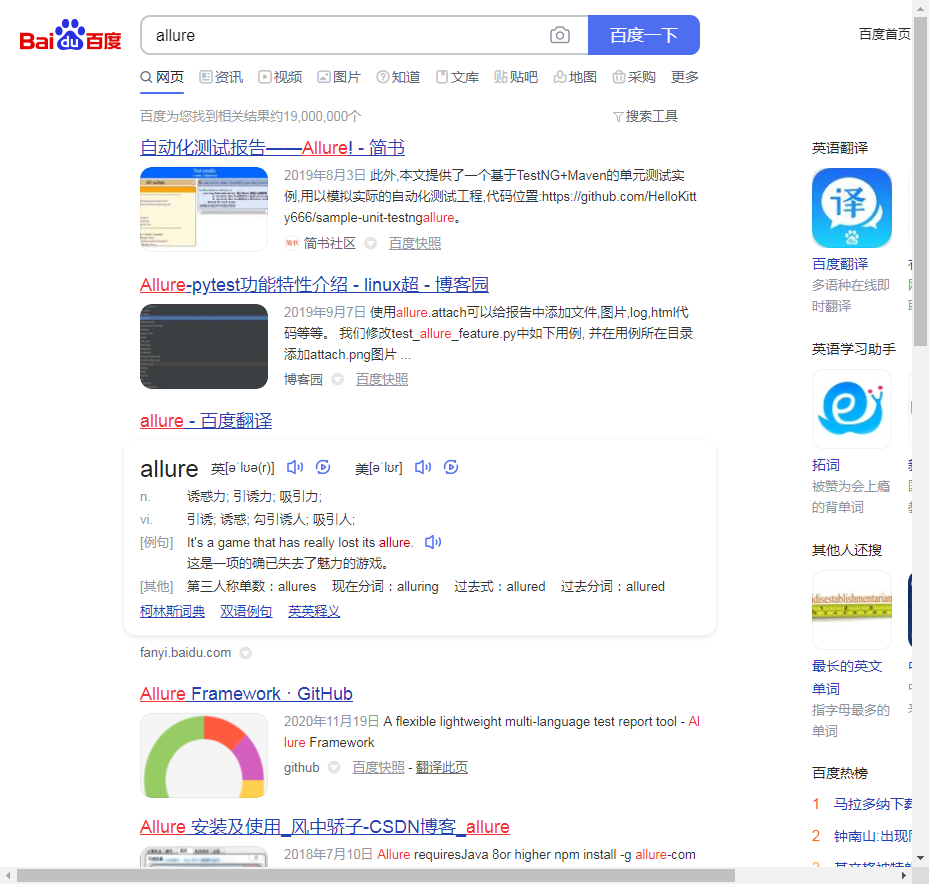 Bai du 百度
allure
百度一下
百度首页
网页 资讯 视频 图片 知道 文库 贴吧 地图 采购 更多
百度为您找到相关结果约19,000,000个
搜索工具
自动化测试报告——Allure! - 简书
2019年8月3日 此外,本文提供了一个基于TestNG+Maven的单元测试实
例,用以模拟实际的自动化测试工程,代码位置:https://github.com/HelloKitt
y666/sample-unit-testngallure。
简书 简书社区 百度快照
Allure-pytest功能特性介绍 - linux超 - 博客园
2019年9月7日 使用allure.attach可以给报告中添加文件,图片,log,html代
码等等。 我们修改test_allure_feature.py中如下用例, 并在用例所在目录
添加attach.png图片 ...
博客园 百度快照
allure - 百度翻译
allure 英[əˈlʊə(r)] 美[əˈlʊr]
n. 诱惑力; 引诱力; 吸引力;
vi. 引诱; 诱惑; 勾引诱人; 吸引人;
[例句] It's a game that has really lost its allure.
这是一项的确已失去了魅力的游戏。
[其他] 第三人称单数：allures 现在分词：alluring 过去式：allured 过去分词：allured
柯林斯词典 双语例句 英英释义
fanyi.baidu.com
Allure Framework · GitHub
2020年11月19日 A flexible lightweight multi-language test report tool - Al
lure Framework
github 百度快照 - 翻译此页
Allure 安装及使用_风中骄子-CSDN博客_allure
2018年7月10日 Allure requiresJava 8or higher npm install -g allure-com
英语翻译
译
百度翻译
多语种在线即
时翻译
英语学习助手
拓词
被赞为会上瘾
的背单词
其他人还搜
disestablishmentarian
最长的英文
单词
指字母最多的
单词
百度热榜
1 马拉多纳下葬
2 钟南山:出现